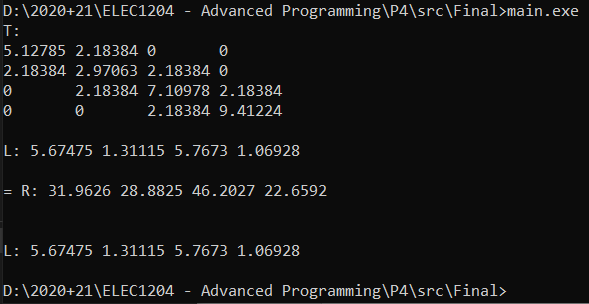 D:\2020+21\ELEC1204 - Advanced Programming\P4\src\Final>main.exe
T:
5.12785 2.18384 0 0
2.18384 2.97063 2.18384 0
0 2.18384 7.10978 2.18384
0 0 2.18384 9.41224
L: 5.67475 1.31115 5.7673 1.06928
= R: 31.9626 28.8825 46.2027 22.6592
L: 5.67475 1.31115 5.7673 1.06928
D:\2020+21\ELEC1204 - Advanced Programming\P4\src\Final>